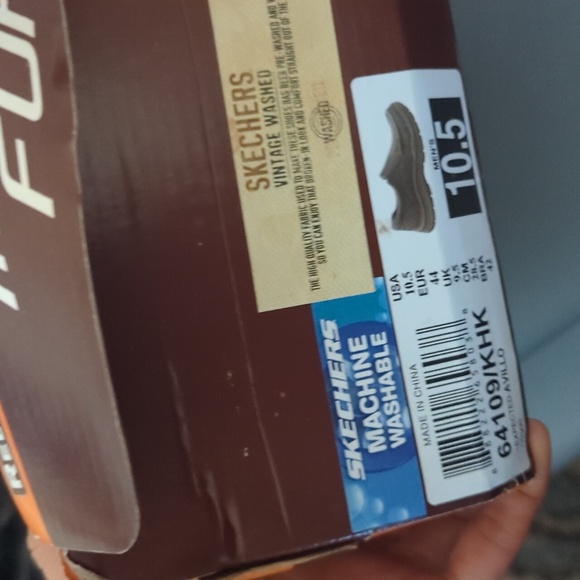 SKECHERS
VINTAGE WASHED
THE HIGH QUALITY FABRIC USED TO MAKE THESE SHOES HAS BEEN PRE-WASHED AND
SO YOU CAN ENJOY THAT BROKEN-IN LOOK AND COMFORT STRAIGHT OUT OF THE
WASHED
SKECHERS
MACHINE
WASHABLE
MEN'S
10.5
USA
10.5
EUR
44
UK
9.5
CM
28.5
BRA
42
MADE IN CHINA
64109/KHK
EXPECTED AVILLO